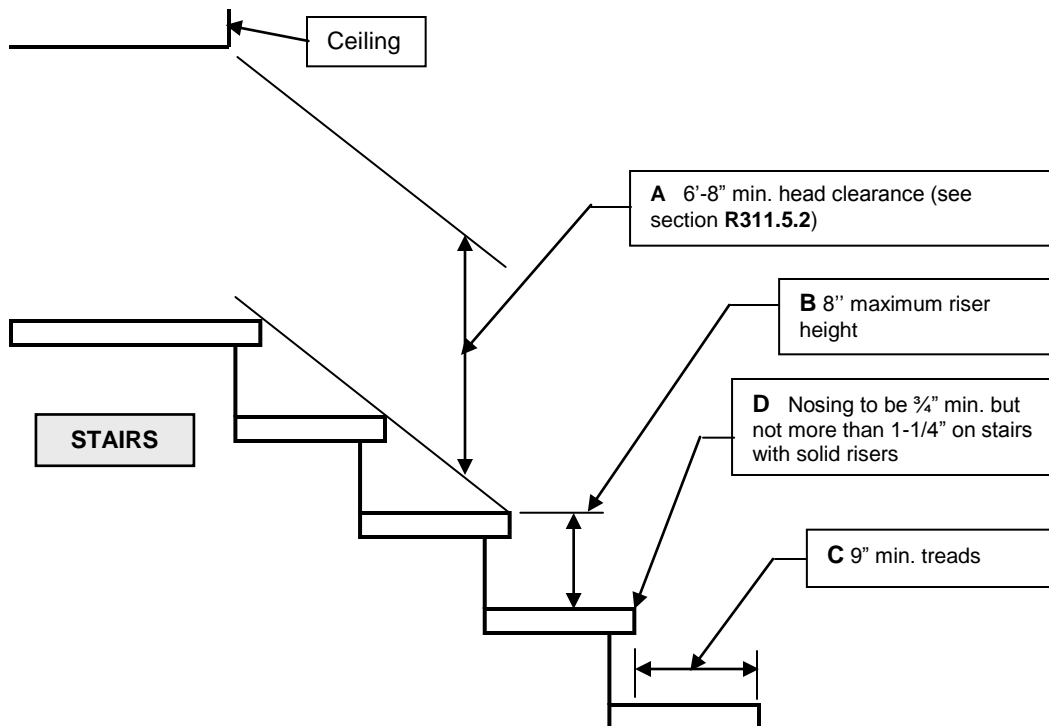 Ceiling
A 6’-8” min. head clearance (see
section R311.5.2)
B 8’’ maximum riser
height
D Nosing to be ¾” min. but
not more than 1-1/4” on stairs
with solid risers
STAIRS
C 9” min. treads